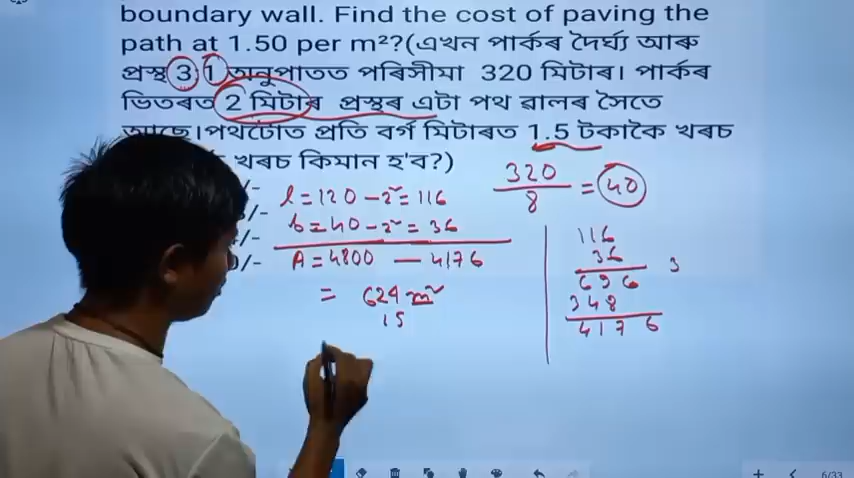 boundary wall. Find the cost of paving the
path at 1.50 per m²?(এখন পাৰ্কৰ দৈৰ্ঘ্য আৰু
প্ৰস্থ 3 1 অনুপাতত পৰিসীমা 320 মিটাৰ। পাৰ্কৰ
ভিতৰত 2 মিটাৰ প্ৰস্থৰ এটা পথ ৱালৰ সৈতে
আছে।পথটোত প্ৰতি বৰ্গ মিটাৰত 1.5 টকাকৈ খৰচ
খৰচ কিমান হ'ব?)
/-
/-
/-
/-
l = 120 - 2² = 116
b = 40 - 2² = 36
A = 4800 — 4176
= 624 m²
15
320
8
= 40
116
36
696
348
4176
3
6/33